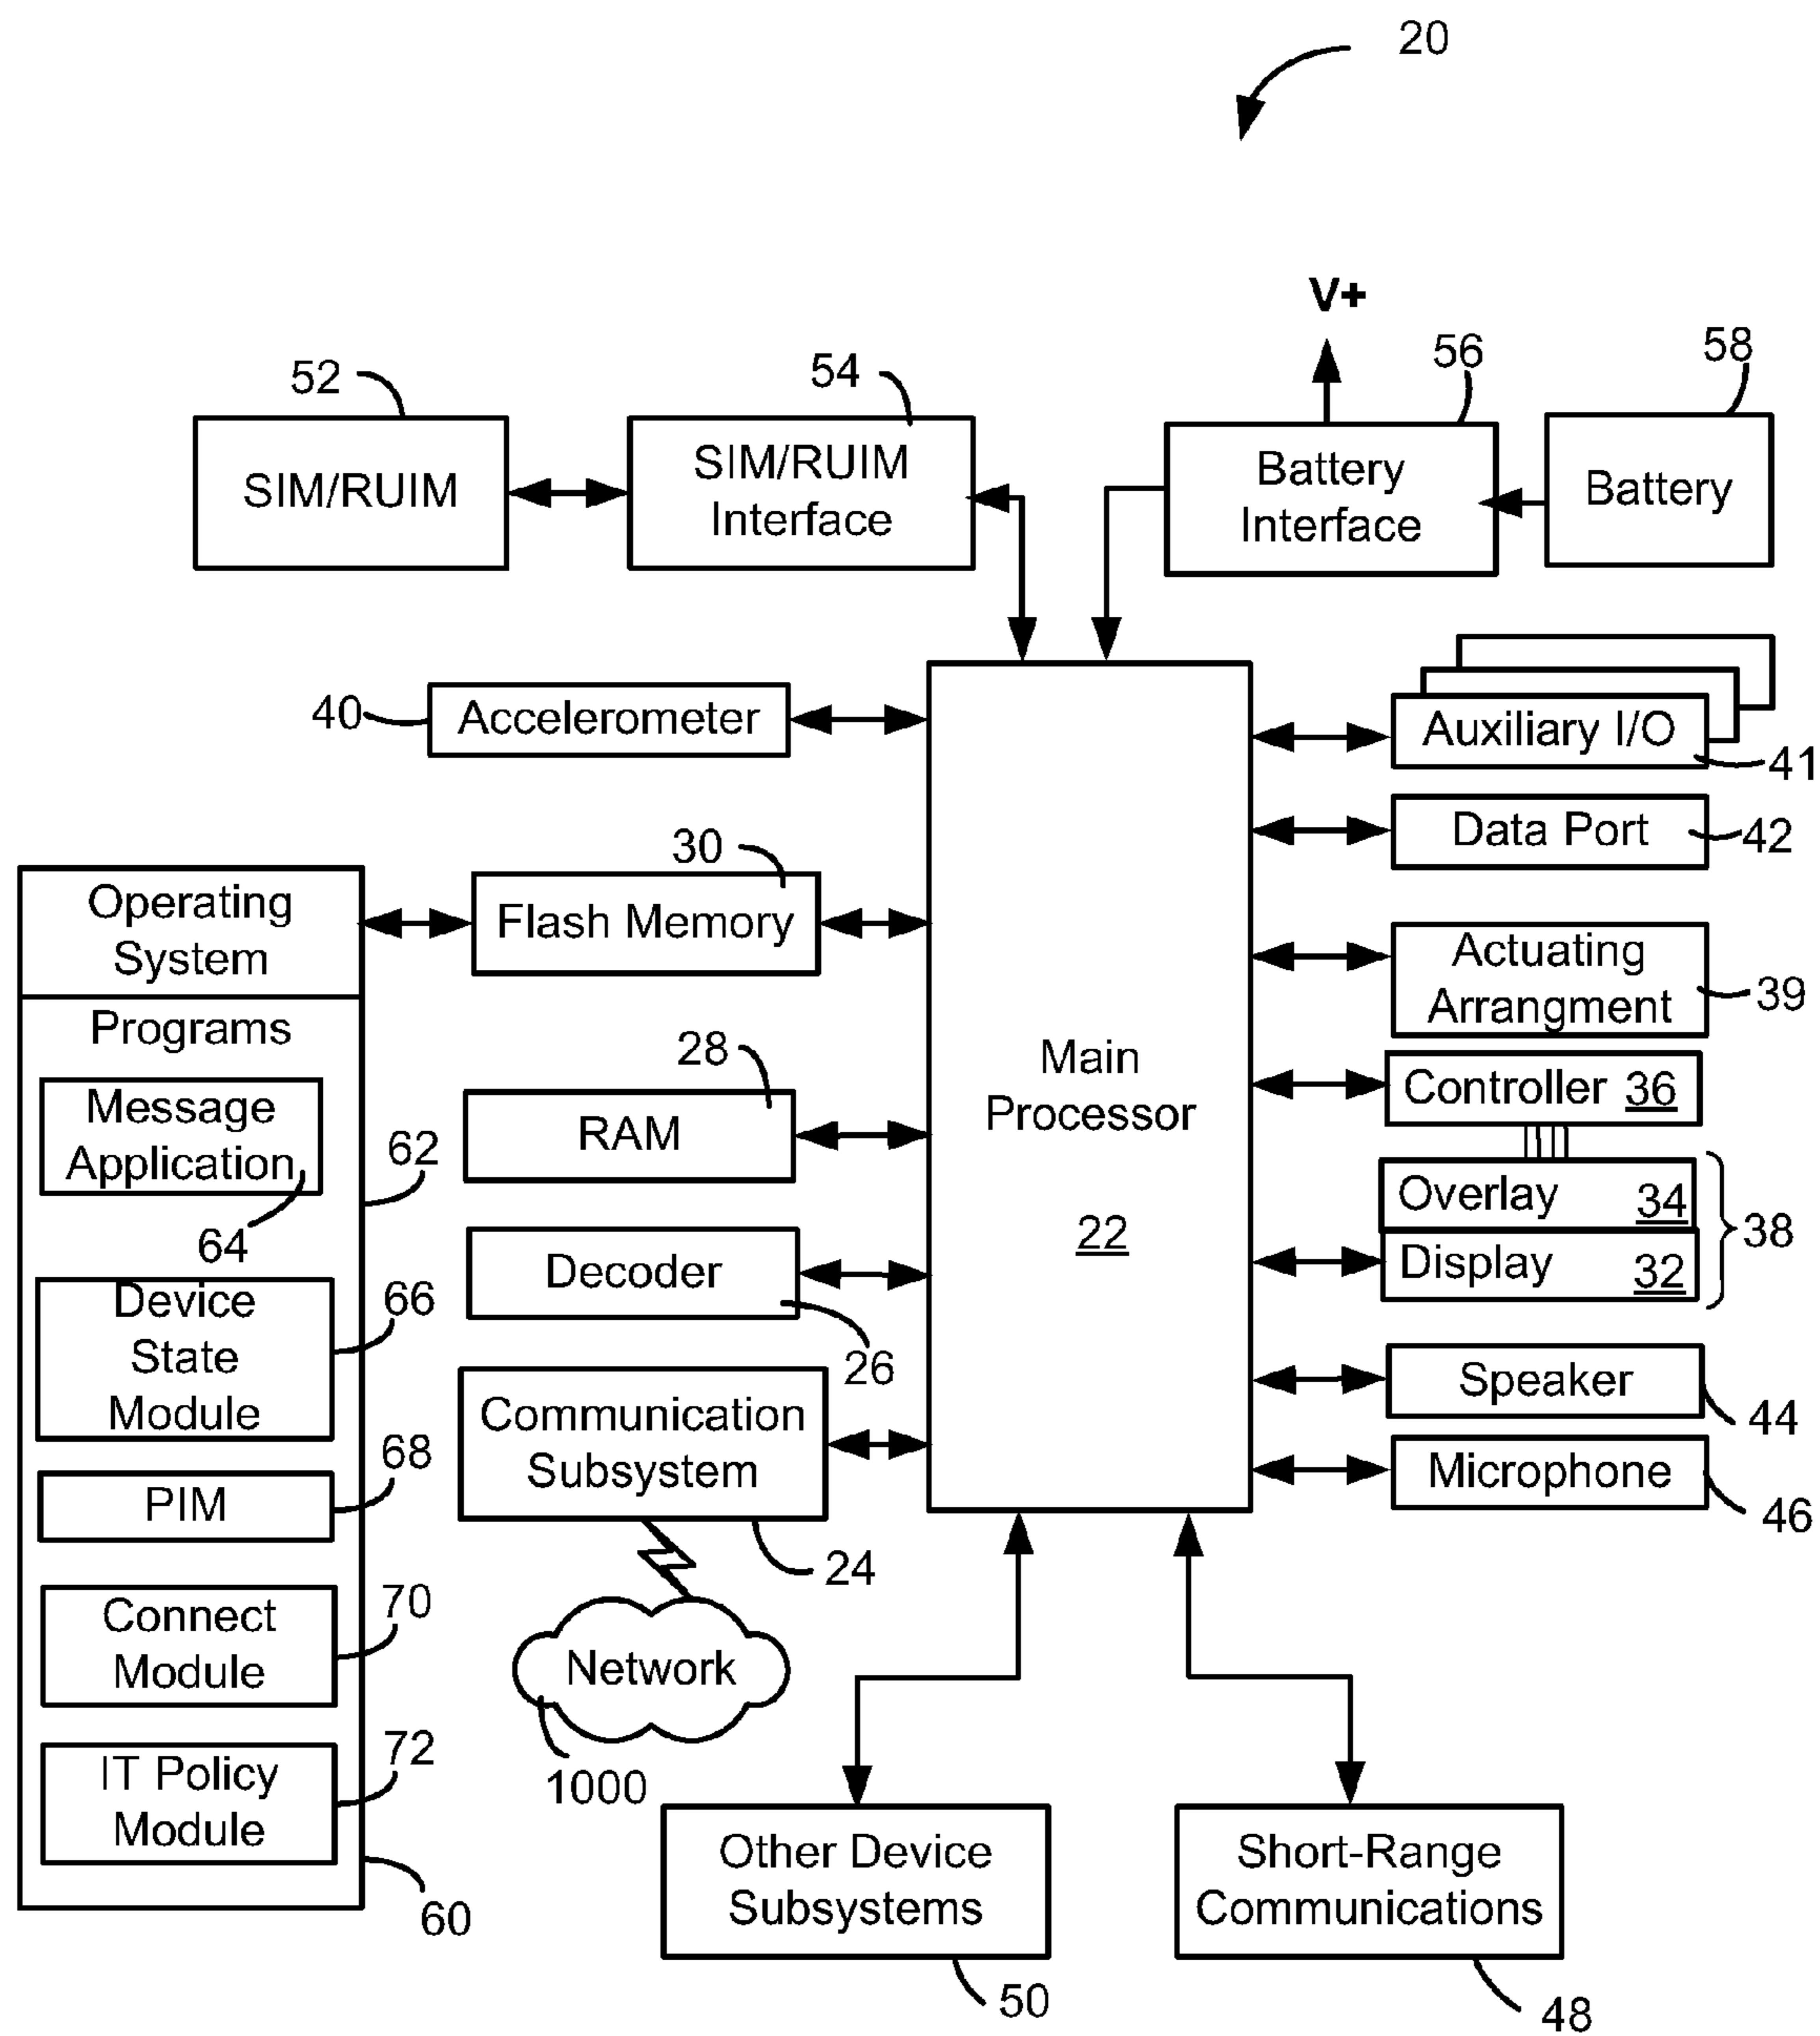 20
V+
52
54
56
58
SIM/RUIM
SIM/RUIM
Interface
Battery
Interface
Battery
40
Accelerometer
Auxiliary I/O
41
Data Port
42
30
Flash Memory
Operating
System
Actuating
Arrangment
39
Programs
Message
Application
64
62
28
RAM
Main
Processor
22
Controller 36
Overlay 34
Display 32
38
Decoder
26
Device
State
Module
66
Speaker
44
Communication
Subsystem
24
Microphone
46
PIM
68
Connect
Module
70
Network
1000
IT Policy
Module
72
60
Other Device
Subsystems
50
Short-Range
Communications
48